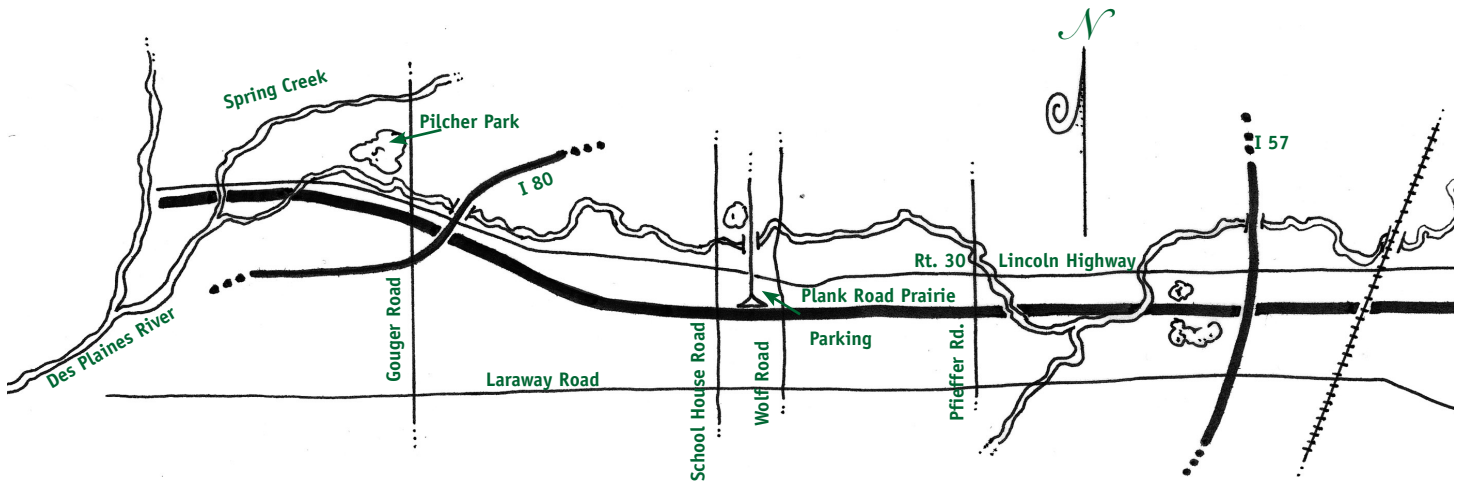 N
Spring Creek
Pilcher Park
I 80
I 57
Rt. 30
Lincoln Highway
Plank Road Prairie
Parking
Des Plaines River
Gouger Road
Laraway Road
School House Road
Wolf Road
Pfieffer Rd.